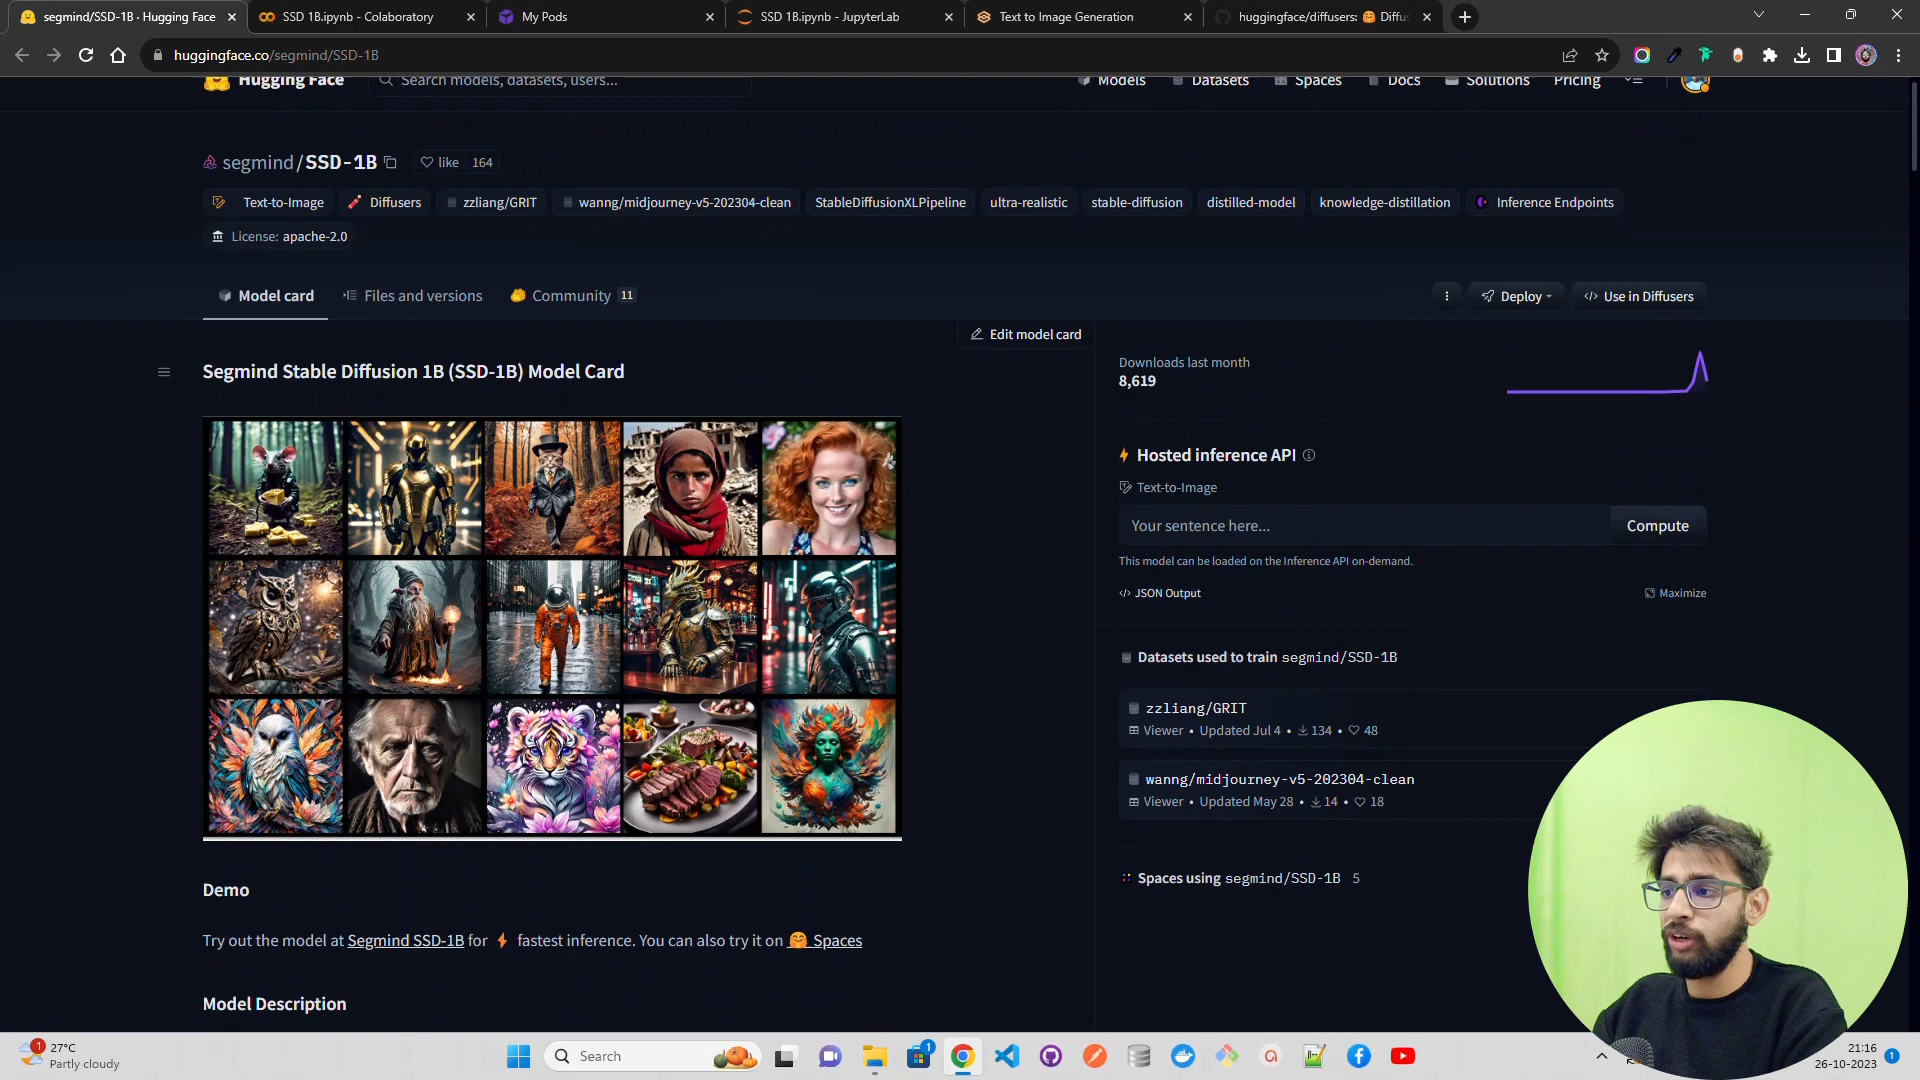 segmind/SSD-1B · Hugging Face
SSD 1B.ipynb - Colaboratory
My Pods
SSD 1B.ipynb - JupyterLab
Text to Image Generation
huggingface/diffusers: 🤗 Diffus
huggingface.co/segmind/SSD-1B
Hugging Face
Search models, datasets, users...
Models
Datasets
Spaces
Docs
Solutions
Pricing
segmind/SSD-1B
like
164
Text-to-Image
Diffusers
zzliang/GRIT
wanng/midjourney-v5-202304-clean
StableDiffusionXLPipeline
ultra-realistic
stable-diffusion
distilled-model
knowledge-distillation
Inference Endpoints
License: apache-2.0
Model card
Files and versions
Community 11
Deploy
</> Use in Diffusers
Edit model card
Segmind Stable Diffusion 1B (SSD-1B) Model Card
Downloads last month
8,619
Hosted inference API
Text-to-Image
Your sentence here...
Compute
This model can be loaded on the Inference API on-demand.
</> JSON Output
Maximize
Datasets used to train segmind/SSD-1B
zzliang/GRIT
Viewer • Updated Jul 4 • 134 • 48
wanng/midjourney-v5-202304-clean
Viewer • Updated May 28 • 14 • 18
Spaces using segmind/SSD-1B 5
Demo
Try out the model at Segmind SSD-1B for ⚡ fastest inference. You can also try it on 🤗 Spaces
Model Description
1
27°C
Partly cloudy
Search
1
21:16
26-10-2023
1